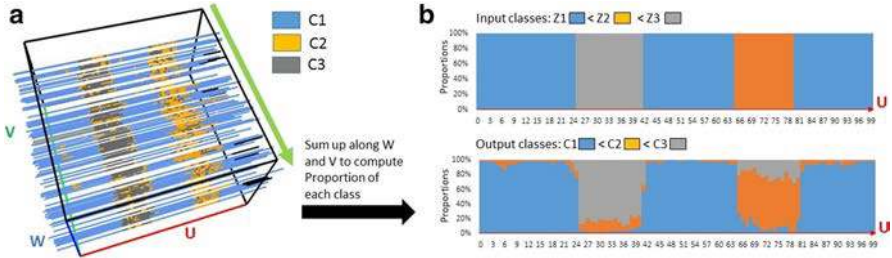 a
C1
C2
C3
V
W
U
Sum up along W
and V to compute
Proportion of
each class
b
Input classes: Z1 < Z2 < Z3
Proportions
100%
80%
60%
40%
20%
0%
U
0 3 6 9 12 15 18 21 24 27 30 33 36 39 42 45 48 51 54 57 60 63 66 69 72 75 78 81 84 87 90 93 96 99
Output classes: C1 < C2 < C3
Proportions
100%
80%
60%
40%
20%
0%
U
0 3 6 9 12 15 18 21 24 27 30 33 36 39 42 45 48 51 54 57 60 63 66 69 72 75 78 81 84 87 90 93 96 99